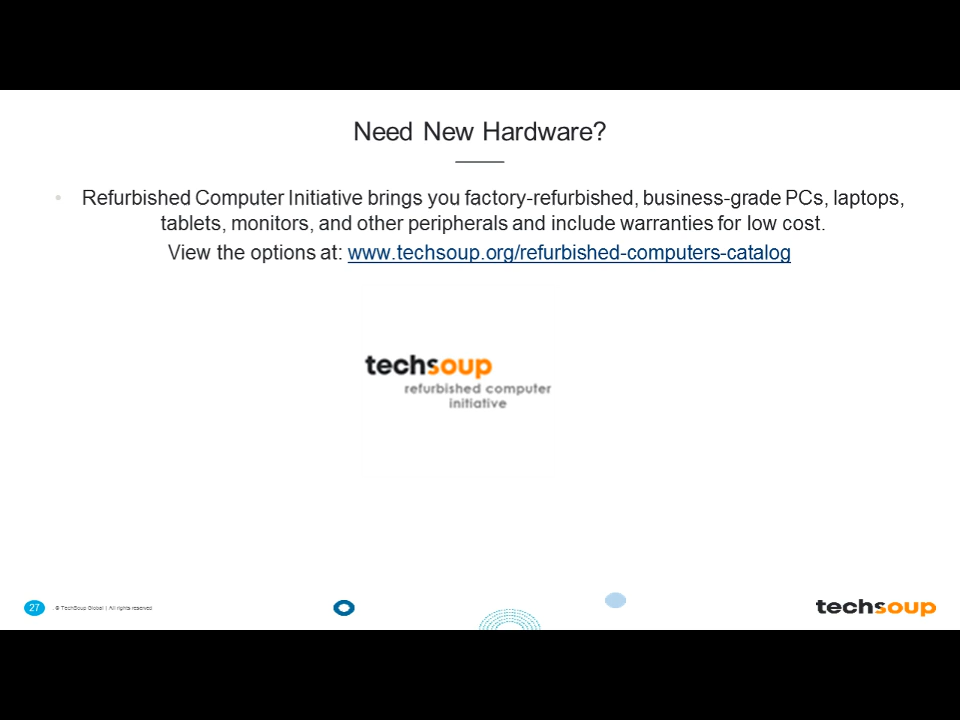 Need New Hardware?
• Refurbished Computer Initiative brings you factory-refurbished, business-grade PCs, laptops,
tablets, monitors, and other peripherals and include warranties for low cost.
View the options at: www.techsoup.org/refurbished-computers-catalog
techsoup
refurbished computer
initiative
27 . © TechSoup Global | All rights reserved
techsoup